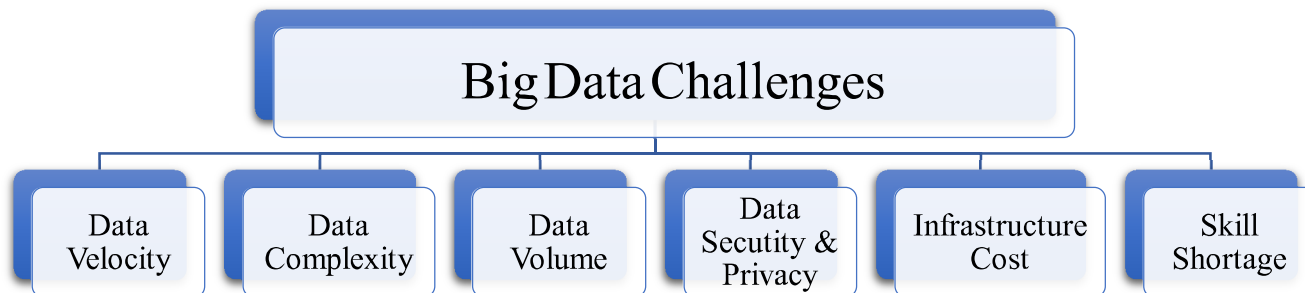 Big Data Challenges
Data
Velocity
Data
Complexity
Data
Volume
Data
Secutity &
Privacy
Infrastructure
Cost
Skill
Shortage